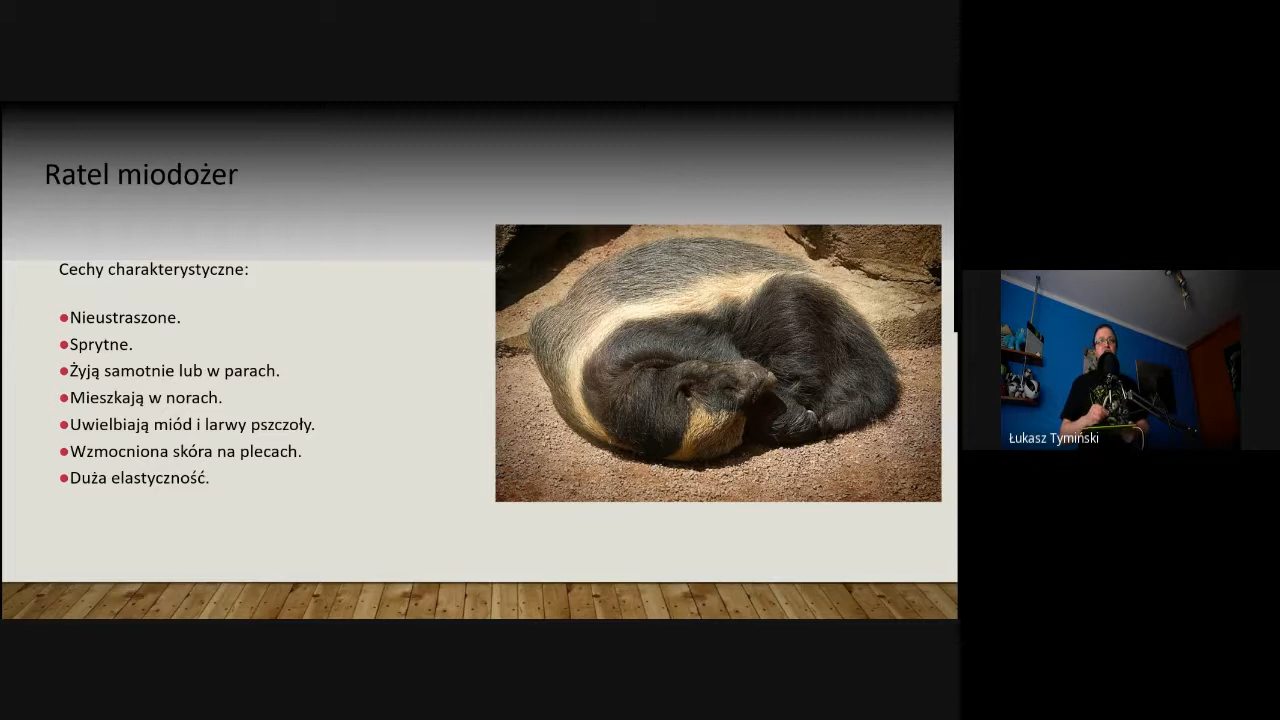 Ratel miodożer
Cechy charakterystyczne:
●Nieustraszone.
●Sprytne.
●Żyją samotnie lub w parach.
●Mieszkają w norach.
●Uwielbiają miód i larwy pszczoły.
●Wzmocniona skóra na plecach.
●Duża elastyczność.
Łukasz Tymiński